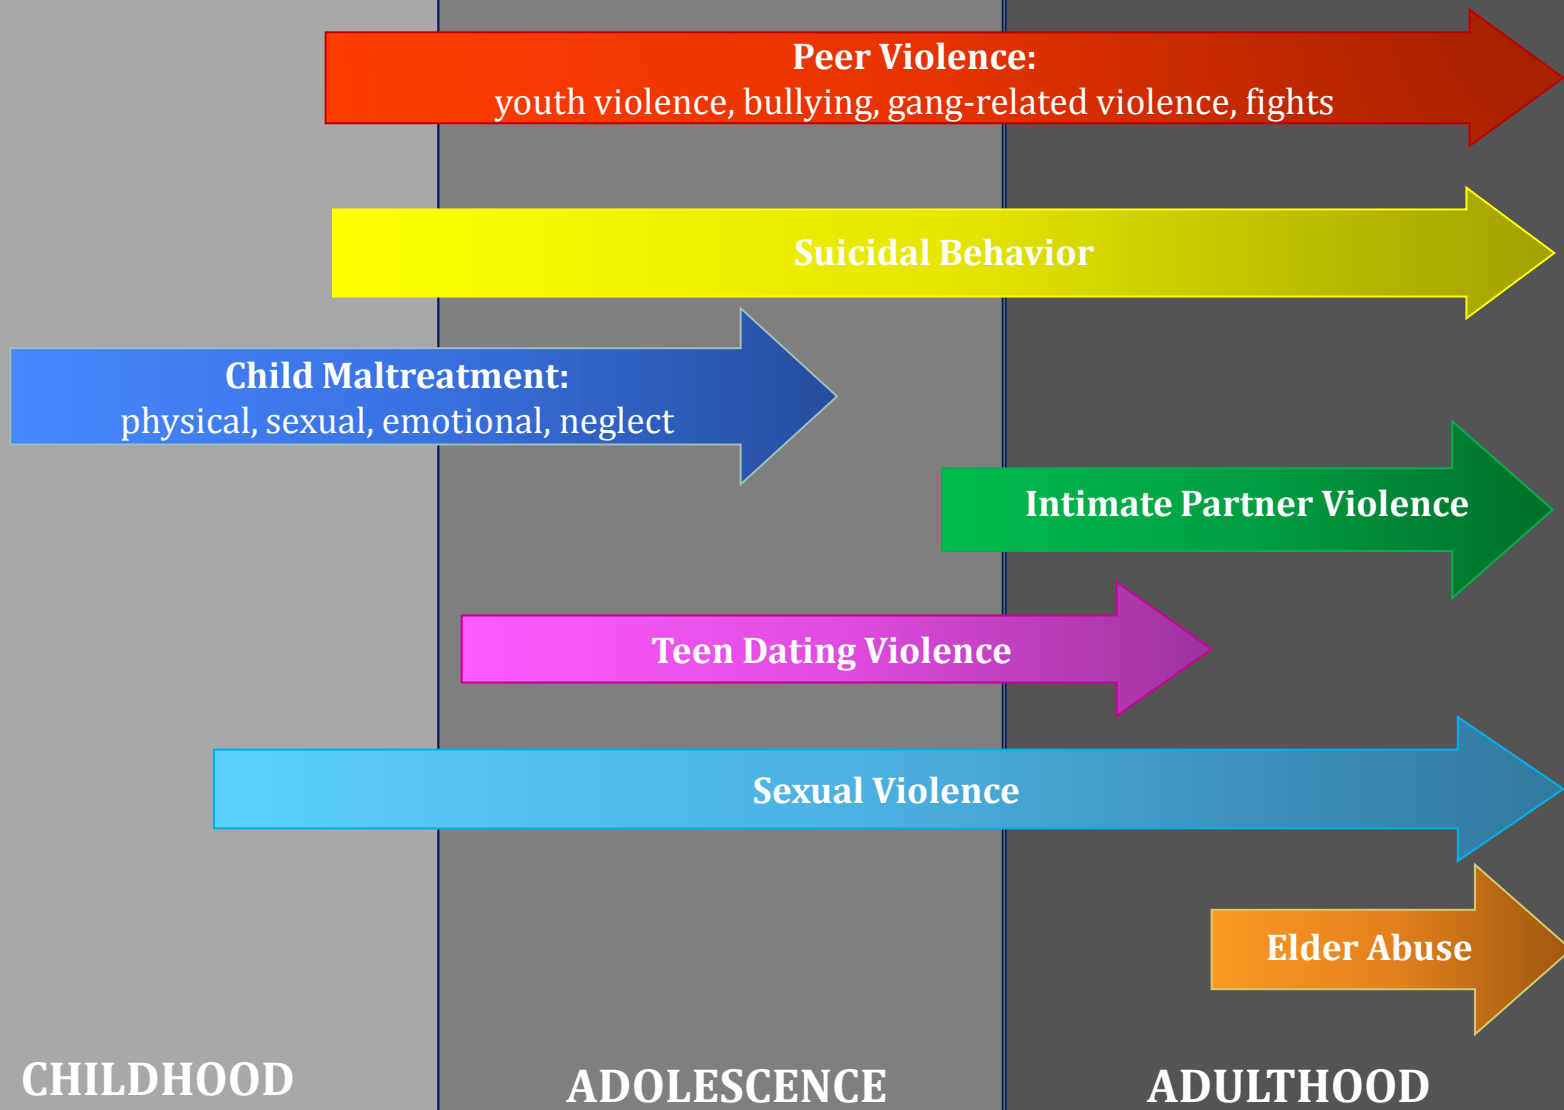 Peer Violence:
youth violence, bullying, gang-related violence, fights
Suicidal Behavior
Child Maltreatment:
physical, sexual, emotional, neglect
Intimate Partner Violence
Teen Dating Violence
Sexual Violence
Elder Abuse
CHILDHOOD
ADOLESCENCE
ADULTHOOD